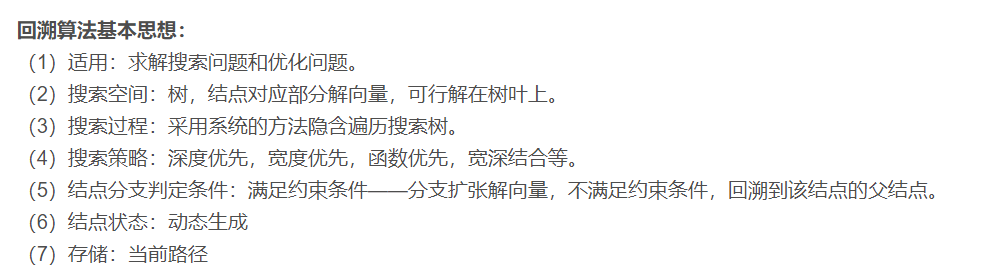 回溯算法基本思想：
（1）适用：求解搜索问题和优化问题。
（2）搜索空间：树，结点对应部分解向量，可行解在树叶上。
（3）搜索过程：采用系统的方法隐含遍历搜索树。
（4）搜索策略：深度优先，宽度优先，函数优先，宽深结合等。
（5）结点分支判定条件：满足约束条件——分支扩张解向量，不满足约束条件，回溯到该结点的父结点。
（6）结点状态：动态生成
（7）存储：当前路径